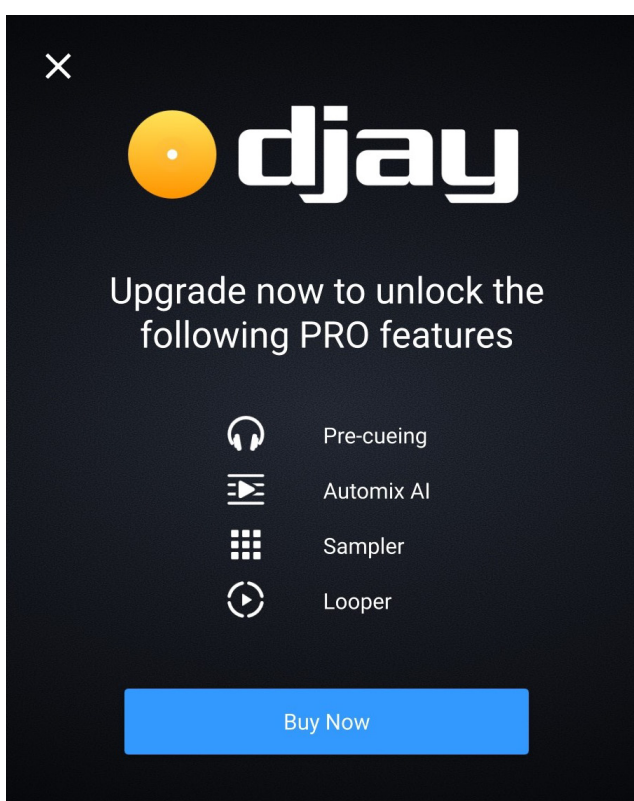 djay
Upgrade now to unlock the
following PRO features
Pre-cueing
Automix AI
Sampler
Looper
Buy Now